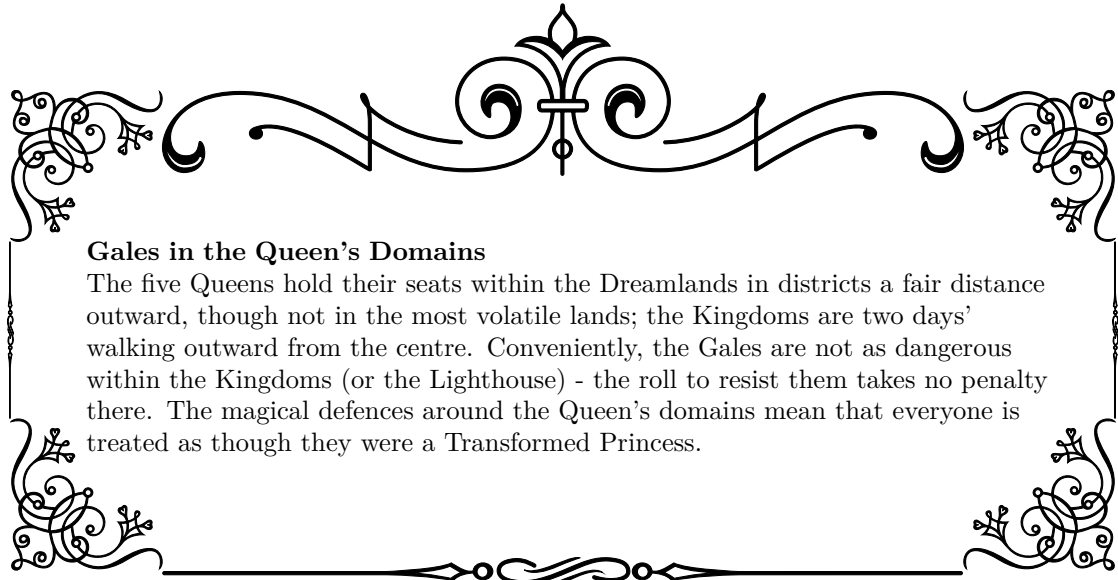 Gales in the Queen's Domains
The five Queens hold their seats within the Dreamlands in districts a fair distance
outward, though not in the most volatile lands; the Kingdoms are two days'
walking outward from the centre. Conveniently, the Gales are not as dangerous
within the Kingdoms (or the Lighthouse) - the roll to resist them takes no penalty
there. The magical defences around the Queen's domains mean that everyone is
treated as though they were a Transformed Princess.